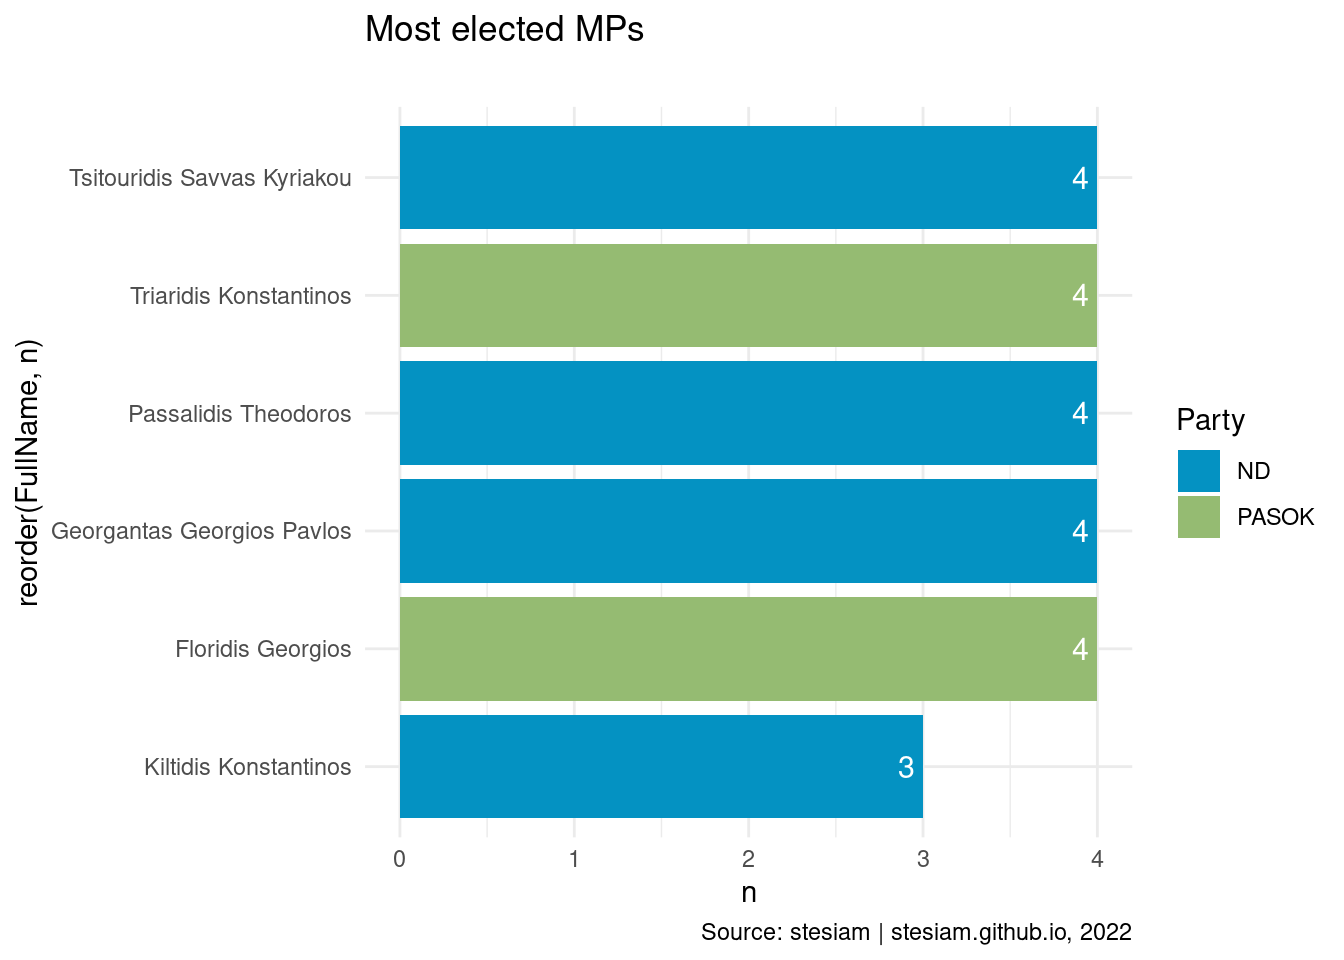 Most elected MPs
reorder(FullName, n)
Tsitouridis Savvas Kyriakou
4
Triaridis Konstantinos
4
Passalidis Theodoros
4
Georgantas Georgios Pavlos
4
Floridis Georgios
4
Kiltidis Konstantinos
3
0 1 2 3 4
n
Party
ND
PASOK
Source: stesiam | stesiam.github.io, 2022